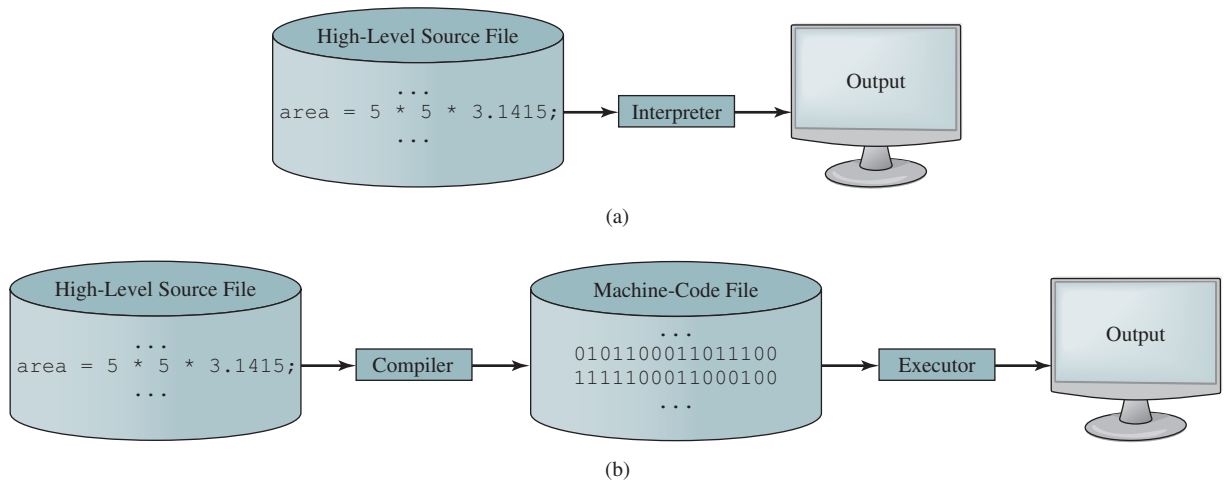 High-Level Source File
...
area = 5 * 5 * 3.1415;
...
Interpreter
Output
(a)
High-Level Source File
...
area = 5 * 5 * 3.1415;
...
Compiler
Machine-Code File
...
0101100011011100
1111100011000100
...
Executor
Output
(b)